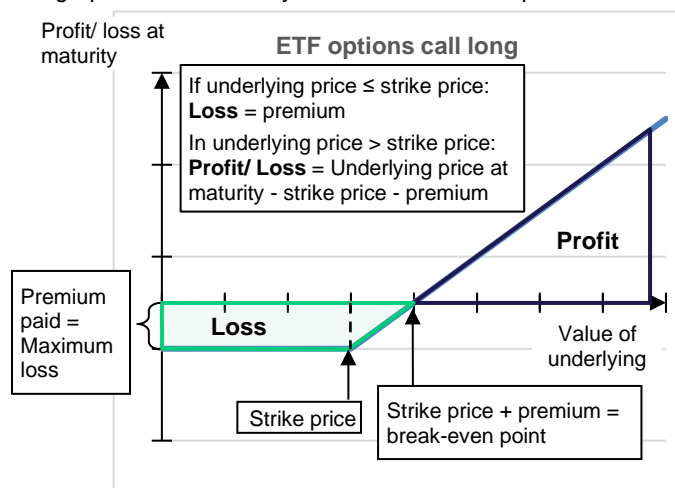 Profit/ loss at
maturity
ETF options call long
If underlying price ≤ strike price:
Loss = premium
In underlying price > strike price:
Profit/ Loss = Underlying price at
maturity - strike price - premium
Profit
Premium
paid =
Maximum
loss
Loss
Value of
underlying
Strike price
Strike price + premium =
break-even point